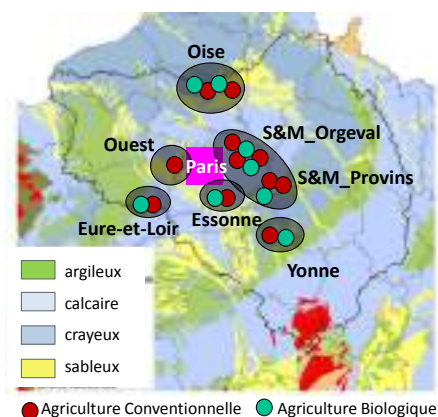 Oise
Ouest
S&M_Orgeval
Paris
S&M_Provins
Eure-et-Loir
Essonne
Yonne
argileux
calcaire
crayeux
sableux
Agriculture Conventionnelle
Agriculture Biologique